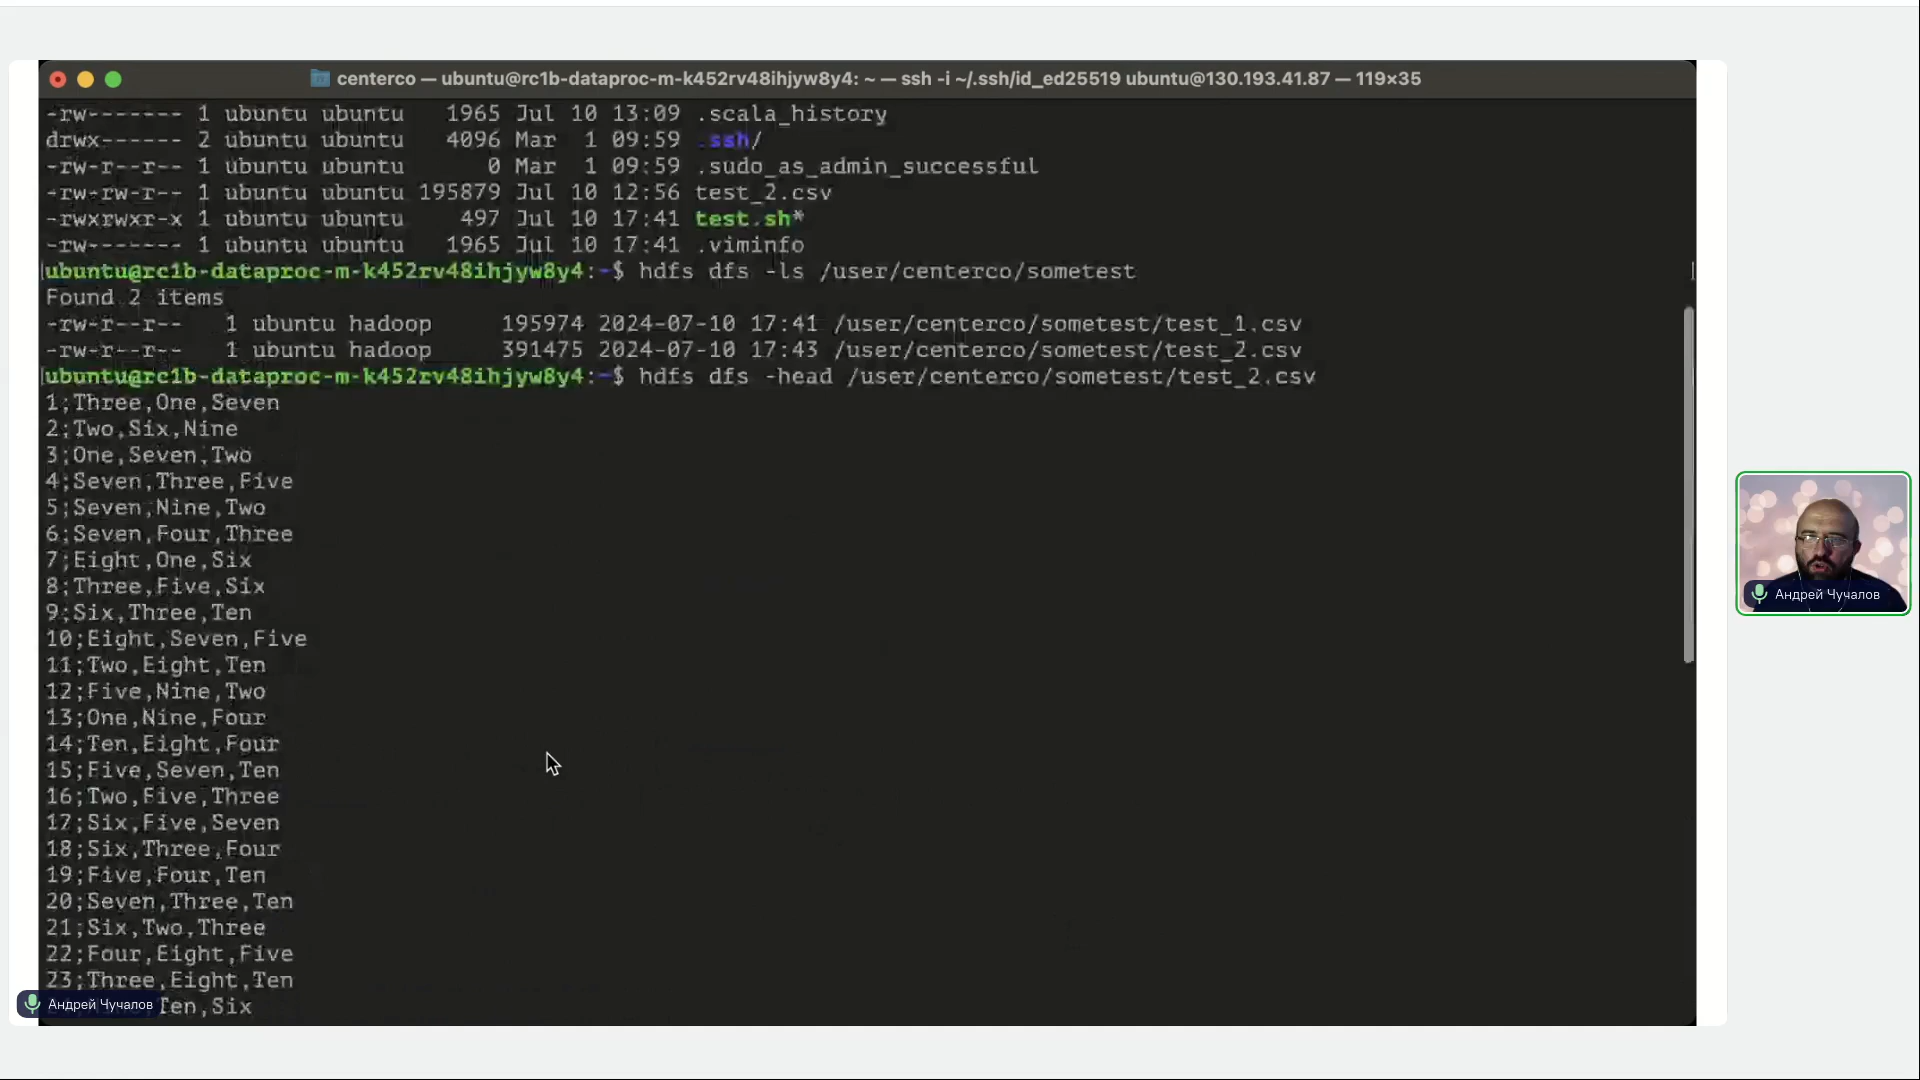 centerco — ubuntu@rc1b-dataproc-m-k452rv48ihjyw8y4: ~ — ssh -i ~/.ssh/id_ed25519 ubuntu@130.193.41.87 — 119×35
-rw------- 1 ubuntu ubuntu   1965 Jul 10 13:09 .scala_history
drwx------ 2 ubuntu ubuntu   4096 Mar  1 09:59 .ssh/
-rw-r--r-- 1 ubuntu ubuntu      0 Mar  1 09:59 .sudo_as_admin_successful
-rw-rw-r-- 1 ubuntu ubuntu 195879 Jul 10 12:56 test_2.csv
-rwxrwxr-x 1 ubuntu ubuntu    497 Jul 10 17:41 test.sh*
-rw------- 1 ubuntu ubuntu   1965 Jul 10 17:41 .viminfo
ubuntu@rc1b-dataproc-m-k452rv48ihjyw8y4:~$ hdfs dfs -ls /user/centerco/sometest
Found 2 items
-rw-r--r--   1 ubuntu hadoop     195974 2024-07-10 17:41 /user/centerco/sometest/test_1.csv
-rw-r--r--   1 ubuntu hadoop     391475 2024-07-10 17:43 /user/centerco/sometest/test_2.csv
ubuntu@rc1b-dataproc-m-k452rv48ihjyw8y4:~$ hdfs dfs -head /user/centerco/sometest/test_2.csv
1;Three,One,Seven
2;Two,Six,Nine
3;One,Seven,Two
4;Seven,Three,Five
5;Seven,Nine,Two
6;Seven,Four,Three
7;Eight,One,Six
8;Three,Five,Six
9;Six,Three,Ten
10;Eight,Seven,Five
11;Two,Eight,Ten
12;Five,Nine,Two
13;One,Nine,Four
14;Ten,Eight,Four
15;Five,Seven,Ten
16;Two,Five,Three
17;Six,Five,Seven
18;Six,Three,Four
19;Five,Four,Ten
20;Seven,Three,Ten
21;Six,Two,Three
22;Four,Eight,Five
23;Three,Eight,Ten
Ten,Six
Андрей Чучалов
Андрей Чучалов